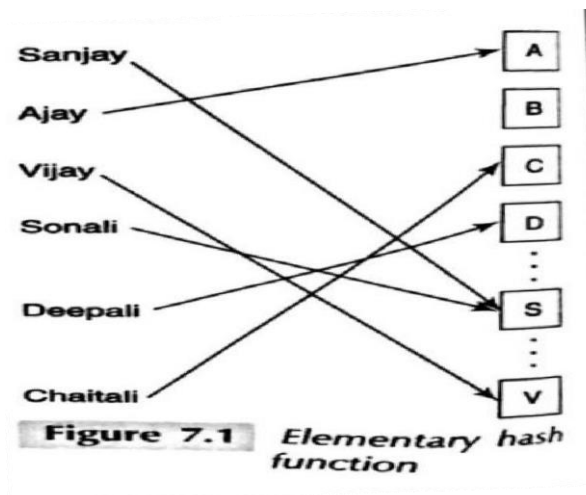 Sanjay
A
Ajay
B
Vijay
C
Sonali
D
Deepali
S
Chaitali
V
Figure 7.1 Elementary hash
function